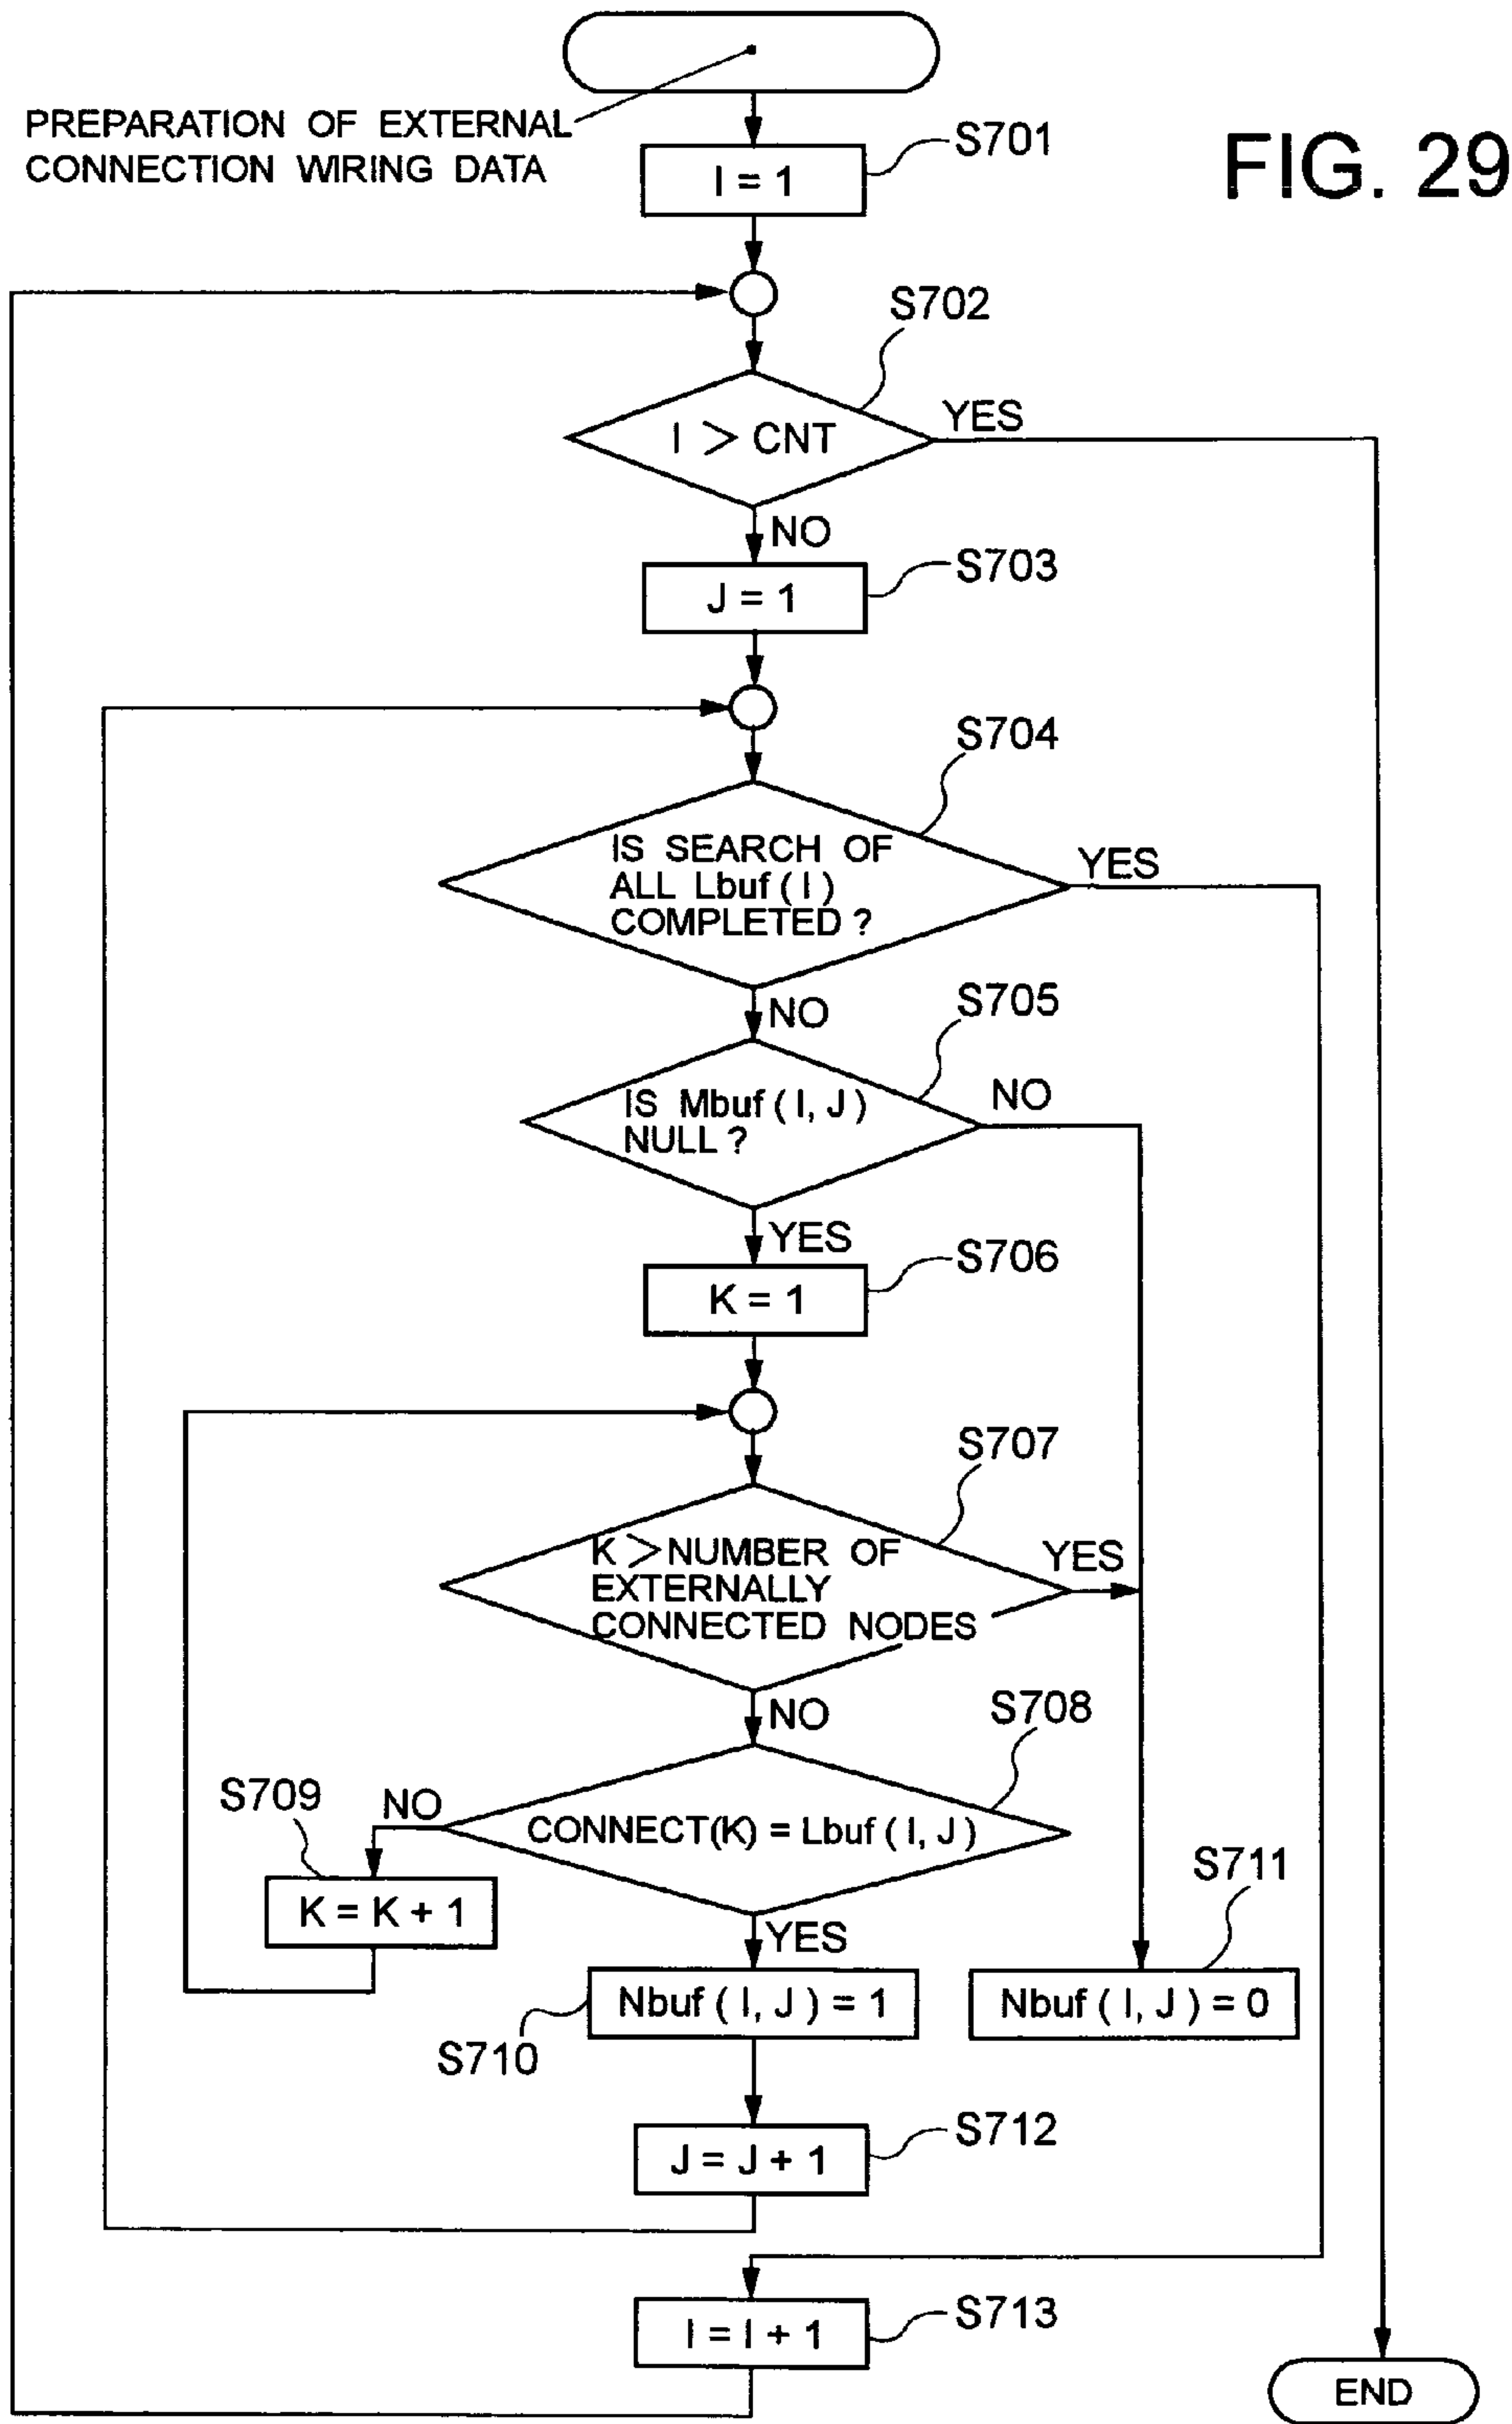 PREPARATION OF EXTERNAL
CONNECTION WIRING DATA
FIG. 29
S701
I = 1
S702
I > CNT
YES
NO
S703
J = 1
S704
IS SEARCH OF
ALL Lbuf ( I )
COMPLETED ?
YES
NO
S705
IS Mbuf ( I, J )
NULL ?
NO
YES
S706
K = 1
S707
K > NUMBER OF
EXTERNALLY
CONNECTED NODES
YES
NO
S708
CONNECT(K) = Lbuf ( I, J )
NO
S709
K = K + 1
YES
S710
Nbuf ( I, J ) = 1
S711
Nbuf ( I, J ) = 0
S712
J = J + 1
S713
I = I + 1
END